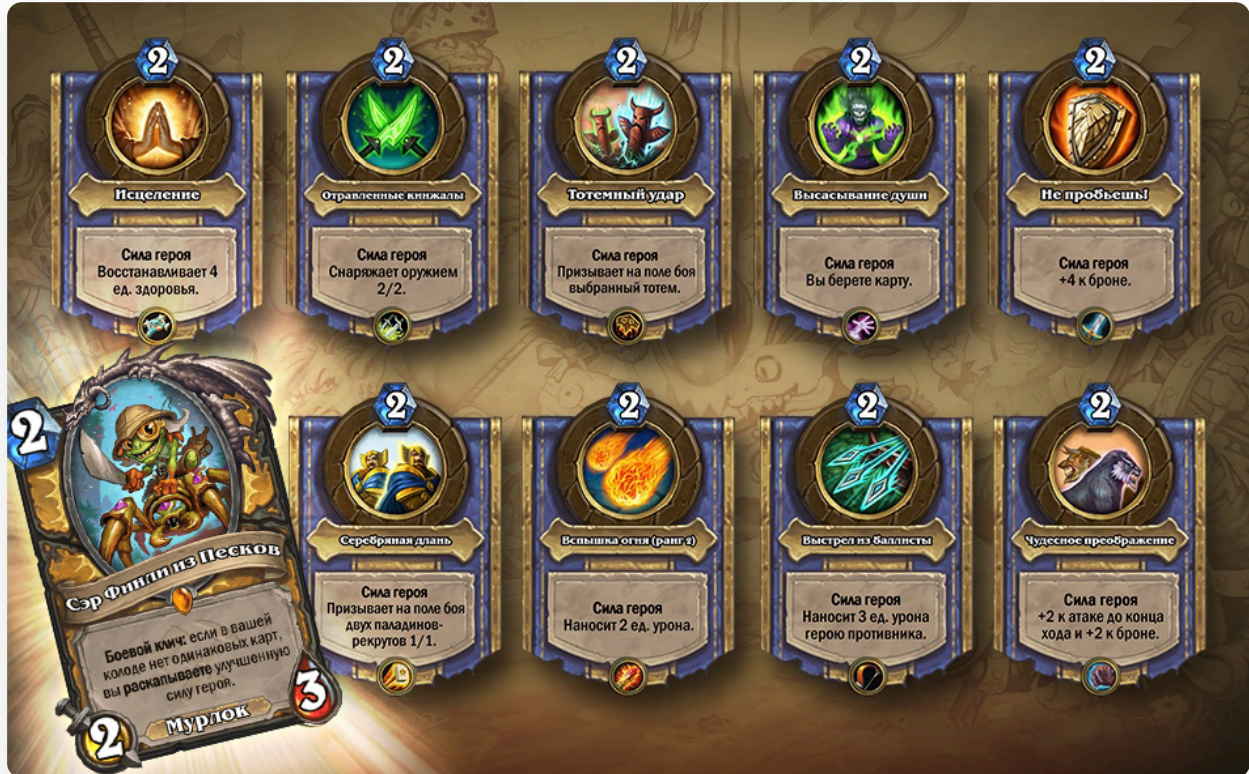 2
Исцеление
Сила героя
Восстанавливает 4
ед. здоровья.
2
Отравленные кинжалы
Сила героя
Снаряжает оружием
2/2.
2
Тотемный удар
Сила героя
Призывает на поле боя
выбранный тотем.
2
Высасывание души
Сила героя
Вы берете карту.
2
Не пробьешь!
Сила героя
+4 к броне.
2
Сэр Финли из Песков
Боевой клич: если в вашей
колоде нет одинаковых карт,
вы раскапываете улучшенную
силу героя.
Мурлок
2
3
2
Серебряная длань
Сила героя
Призывает на поле боя
двух паладинов-
рекрутов 1/1.
2
Вспышка огня (ранг 2)
Сила героя
Наносит 2 ед. урона.
2
Выстрел из баллисты
Сила героя
Наносит 3 ед. урона
герою противника.
2
Чудесное преображение
Сила героя
+2 к атаке до конца
хода и +2 к броне.